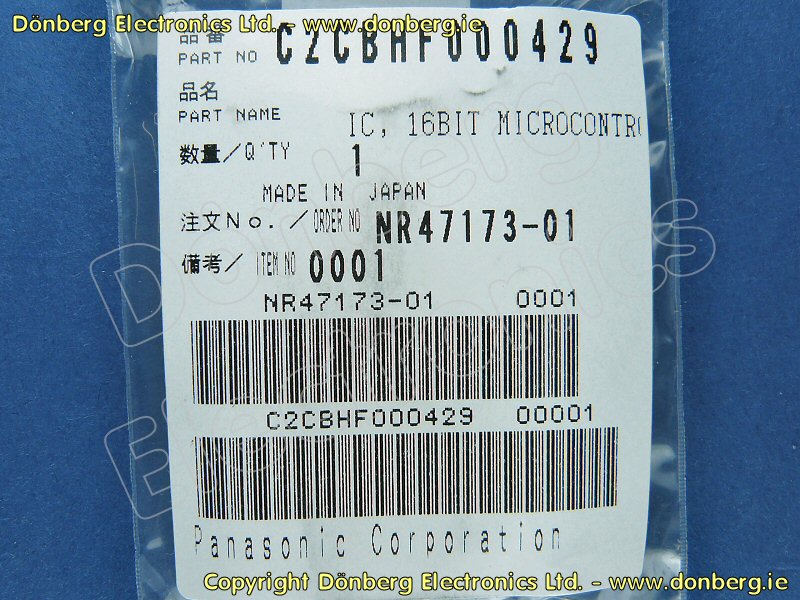 Dönberg Electronics Ltd. - www.donberg.ie
品番
PART NO C2CBHF000429
品名
PART NAME IC, 16BIT MICROCONTRO
数量/Q'TY 1
MADE IN JAPAN
注文No./ORDER NO NR47173-01
備考/ITEM NO 0001
NR47173-01 0001
C2CBHF000429 00001
Panasonic Corporation
Dönberg Electronics
Copyright Dönberg Electronics Ltd. - www.donberg.ie